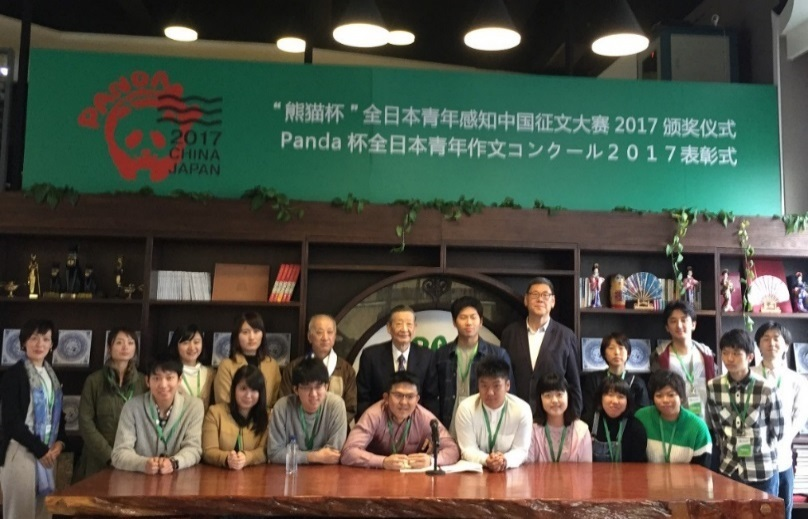 PANDA
2017
CHINA
JAPAN
“熊猫杯”全日本青年感知中国征文大赛 2017 颁奖仪式
Panda 杯全日本青年作文コンクール２０１７表彰式